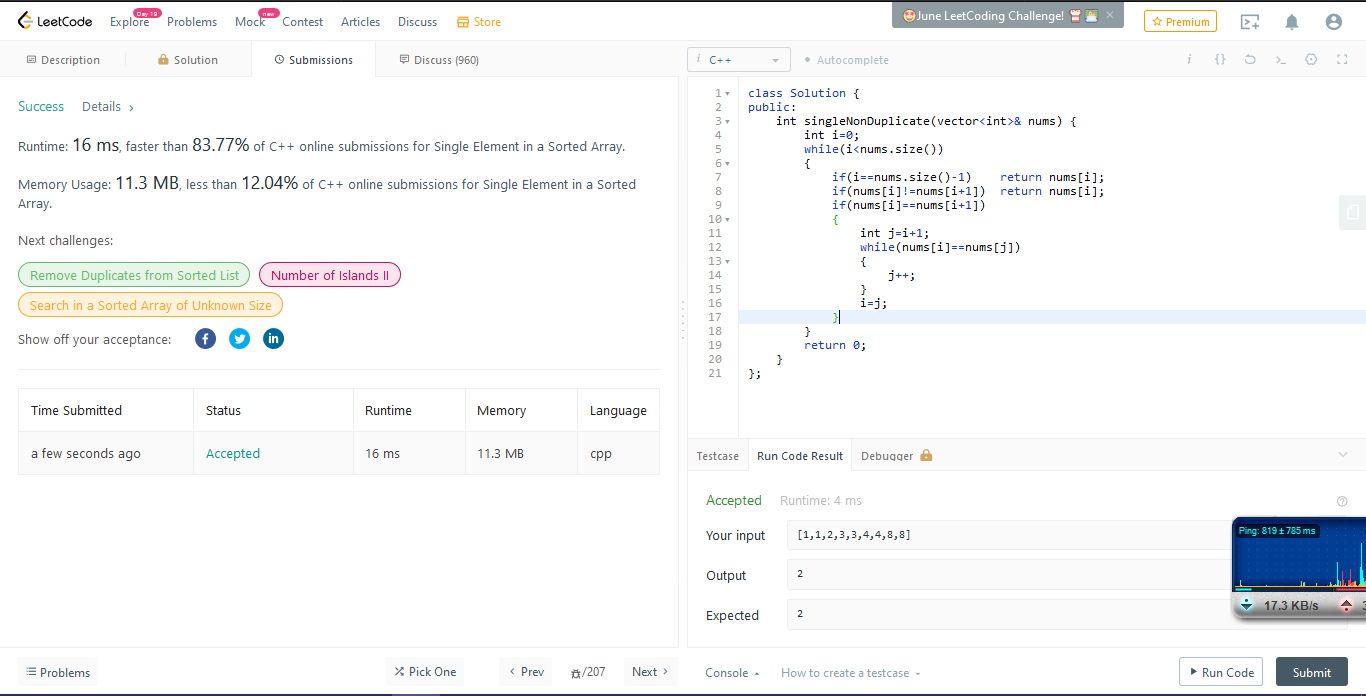 LeetCode
Day 19
Explore
Problems
new
Mock
Contest
Articles
Discuss
Store
June LeetCoding Challenge!
Premium
Description
Solution
Submissions
Discuss (960)
i C++
Autocomplete
Success Details
Runtime: 16 ms, faster than 83.77% of C++ online submissions for Single Element in a Sorted Array.
Memory Usage: 11.3 MB, less than 12.04% of C++ online submissions for Single Element in a Sorted
Array.
Next challenges:
Remove Duplicates from Sorted List
Number of Islands II
Search in a Sorted Array of Unknown Size
Show off your acceptance:
Time Submitted Status Runtime Memory Language
a few seconds ago Accepted 16 ms 11.3 MB cpp
1 class Solution {
2 public:
3 int singleNonDuplicate(vector<int>& nums) {
4 int i=0;
5 while(i<nums.size())
6 {
7 if(i==nums.size()-1) return nums[i];
8 if(nums[i]!=nums[i+1]) return nums[i];
9 if(nums[i]==nums[i+1])
10 {
11 int j=i+1;
12 while(nums[i]==nums[j])
13 {
14 j++;
15 }
16 i=j;
17 }
18 }
19 return 0;
20 }
21 };
Testcase
Run Code Result
Debugger
Accepted Runtime: 4 ms
Your input [1,1,2,3,3,4,4,8,8]
Output 2
Expected 2
Ping: 819 ± 785 ms
17.3 KB/s
Problems
Pick One
Prev
/207
Next
Console
How to create a testcase
Run Code
Submit